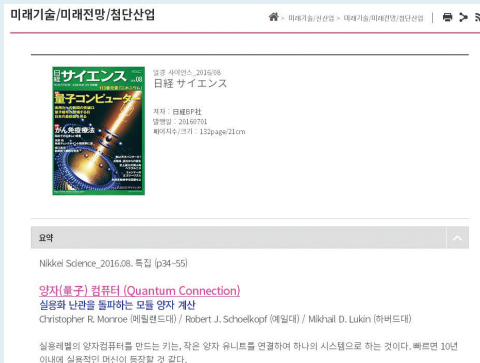 미래기술/미래전망/첨단산업
> 미래기술/신산업 > 미래기술/미래전망/첨단산업
日経サイエンス
08
量子コンピューター
がん免疫療法
일경 사이언스_2016/08
日経 サイエンス
저자 : 日経BP社
발행일 : 20160701
페이지수/크기 : 132page/21cm
요약
Nikkei Science_2016.08. 특집 (p34~55)
양자(量子) 컴퓨터 (Quantum Connection)
실용화 난관을 돌파하는 모듈 양자 계산
Christopher R. Monroe (메릴랜드대) / Robert J. Schoelkopf (예일대) / Mikhail D. Lukin (하버드대)
실용레벨의 양자컴퓨터를 만드는 키는, 작은 양자 유니트를 연결하여 하나의 시스템으로 하는 것이다. 빠르면 10년
이내에 실용적인 머신이 등장할 것 같다.